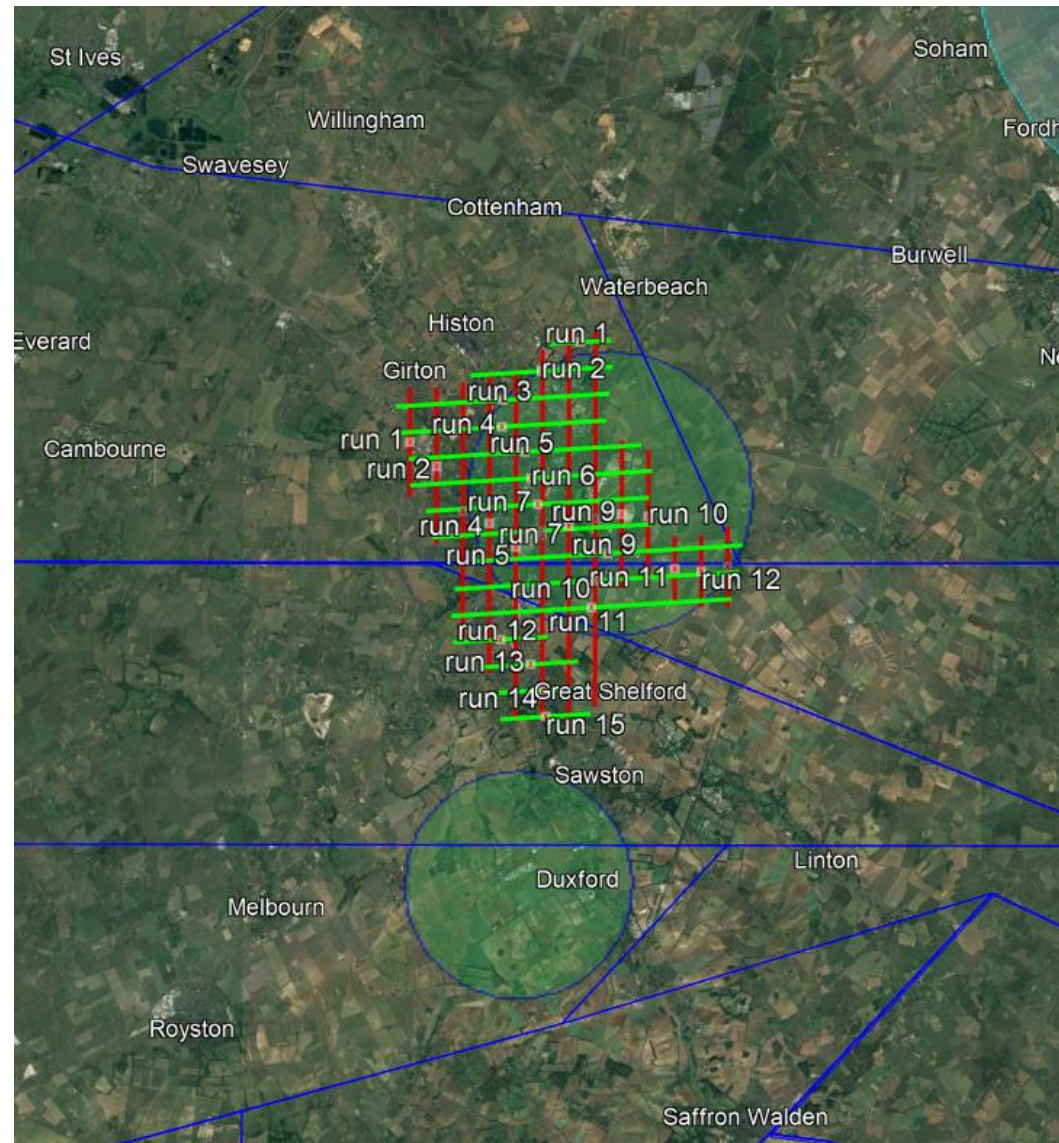 St Ives
Soham
Willingham
Fordh
Swavesey
Cottenham
Burwell
Waterbeach
Histon
run 1
Everard
Ne
Girton
run 2
run 3
run 4
run 1
run 5
Cambourne
run 2
run 6
run 7
run 9
run 10
run 4
run 7
run 5
run 9
run 11
run 12
run 10
run 11
run 12
run 13
run 14
Great Shelford
run 15
Sawston
Linton
Duxford
Melbourn
Royston
Saffron Walden